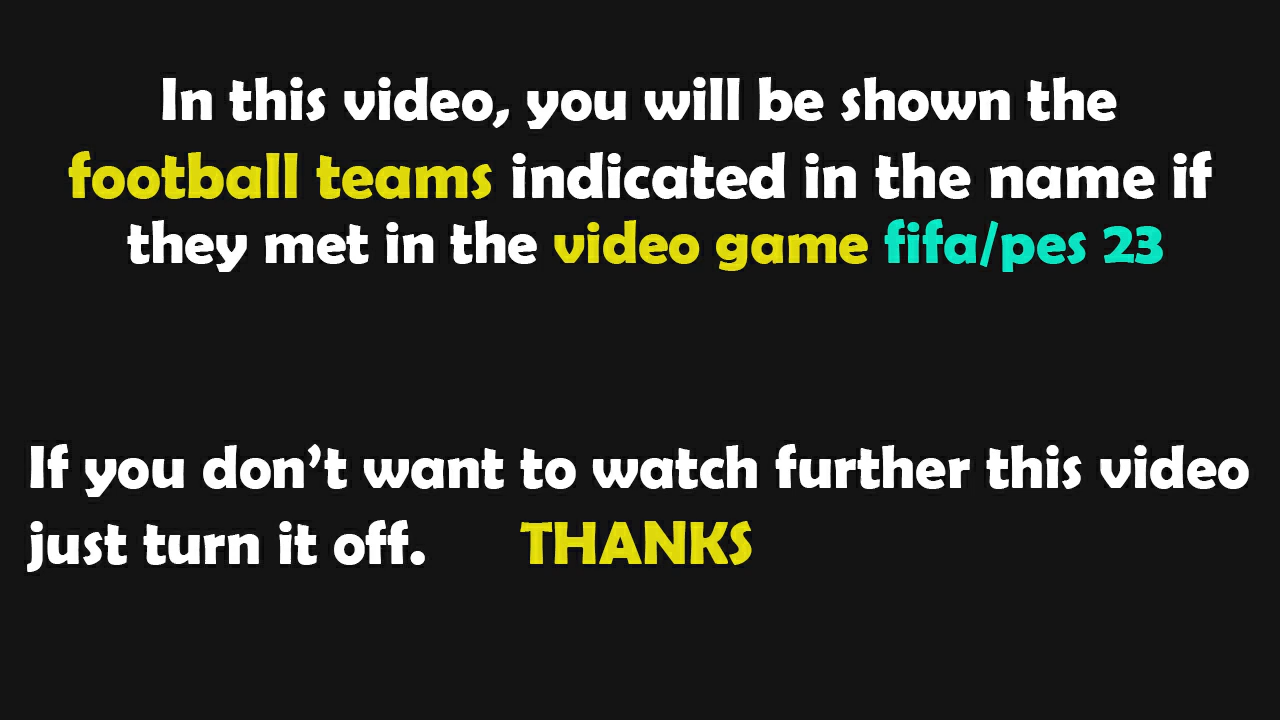 In this video, you will be shown the
football teams indicated in the name if
they met in the video game fifa/pes 23
If you don't want to watch further this video
just turn it off. THANKS